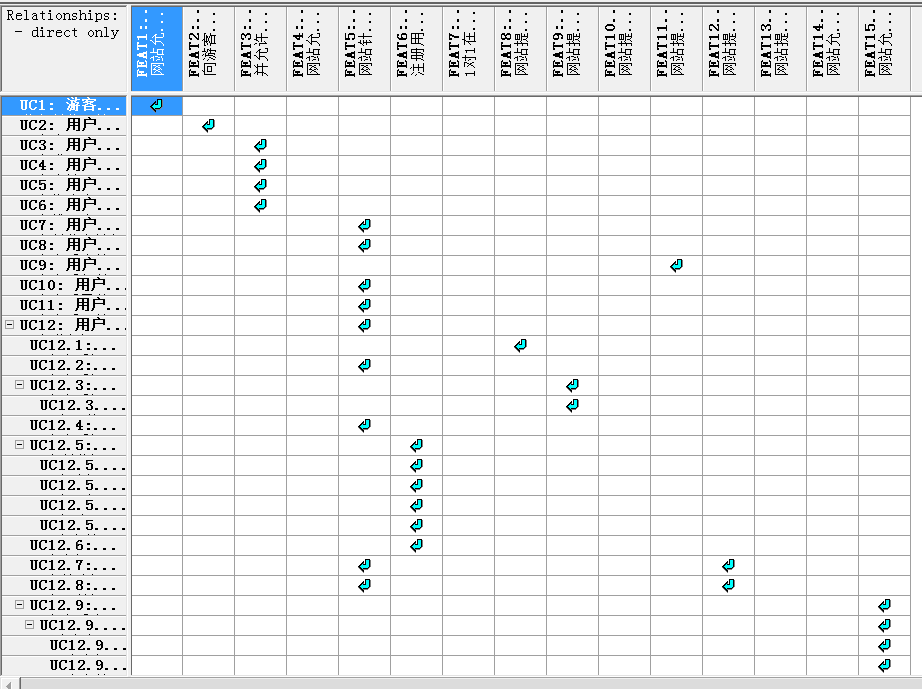 Relationships:
- direct only
FEAT1:...
网站允...
FEAT2:...
向游客...
FEAT3:...
并允许...
FEAT4:...
网站允...
FEAT5:...
网站针...
FEAT6:...
注册用...
FEAT7:...
1对1在...
FEAT8:...
网站提...
FEAT9:...
网站提...
FEAT10...
网站提...
FEAT11...
网站提...
FEAT12...
网站提...
FEAT13...
网站提...
FEAT14...
网站允...
FEAT15...
网站允...
UC1: 游客...
UC2: 用户...
UC3: 用户...
UC4: 用户...
UC5: 用户...
UC6: 用户...
UC7: 用户...
UC8: 用户...
UC9: 用户...
UC10: 用户...
UC11: 用户...
UC12: 用户...
UC12.1:...
UC12.2:...
UC12.3:...
UC12.3....
UC12.4:...
UC12.5:...
UC12.5....
UC12.5....
UC12.5....
UC12.5....
UC12.6:...
UC12.7:...
UC12.8:...
UC12.9:...
UC12.9....
UC12.9...
UC12.9...